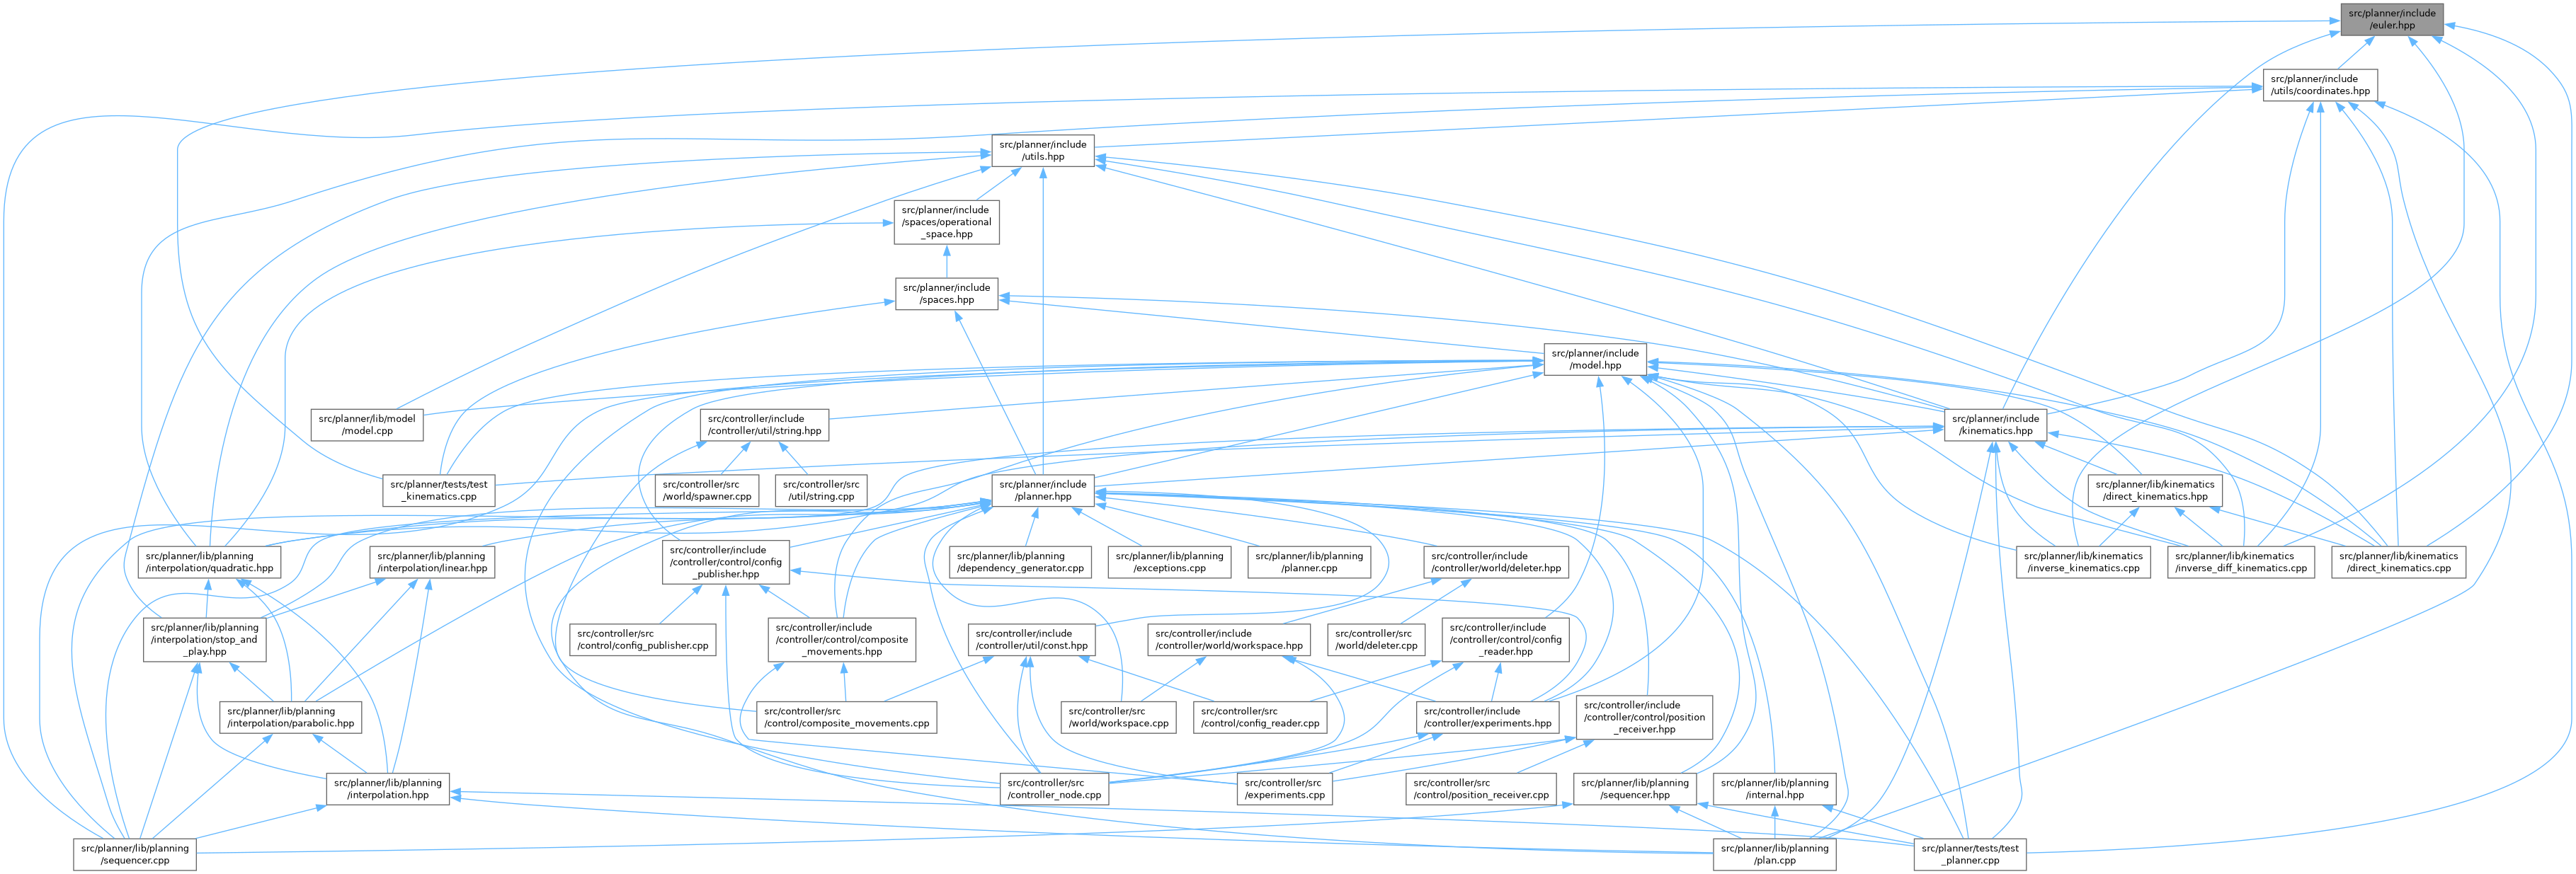 src/planner/include
/euler.hpp
src/planner/include
/utils/coordinates.hpp
src/planner/include
/utils.hpp
src/planner/include
/spaces/operational
_space.hpp
src/planner/include
/spaces.hpp
src/planner/include
/model.hpp
src/planner/lib/model
/model.cpp
src/controller/include
/controller/util/string.hpp
src/planner/include
/kinematics.hpp
src/planner/tests/test
_kinematics.cpp
src/controller/src
/world/spawner.cpp
src/controller/src
/util/string.cpp
src/planner/include
/planner.hpp
src/planner/lib/kinematics
/direct_kinematics.hpp
src/planner/lib/planning
/interpolation/quadratic.hpp
src/planner/lib/planning
/interpolation/linear.hpp
src/controller/include
/controller/control/config
_publisher.hpp
src/planner/lib/planning
/dependency_generator.cpp
src/planner/lib/planning
/exceptions.cpp
src/planner/lib/planning
/planner.cpp
src/controller/include
/controller/world/deleter.hpp
src/planner/lib/kinematics
/inverse_kinematics.cpp
src/planner/lib/kinematics
/inverse_diff_kinematics.cpp
src/planner/lib/kinematics
/direct_kinematics.cpp
src/planner/lib/planning
/interpolation/stop_and
_play.hpp
src/controller/src
/control/config_publisher.cpp
src/controller/include
/controller/control/composite
_movements.hpp
src/controller/include
/controller/util/const.hpp
src/controller/include
/controller/world/workspace.hpp
src/controller/src
/world/deleter.cpp
src/controller/include
/controller/control/config
_reader.hpp
src/planner/lib/planning
/interpolation/parabolic.hpp
src/controller/src
/control/composite_movements.cpp
src/controller/src
/world/workspace.cpp
src/controller/src
/control/config_reader.cpp
src/controller/include
/controller/experiments.hpp
src/controller/include
/controller/control/position
_receiver.hpp
src/planner/lib/planning
/interpolation.hpp
src/controller/src
/controller_node.cpp
src/controller/src
/experiments.cpp
src/controller/src
/control/position_receiver.cpp
src/planner/lib/planning
/sequencer.hpp
src/planner/lib/planning
/internal.hpp
src/planner/lib/planning
/sequencer.cpp
src/planner/lib/planning
/plan.cpp
src/planner/tests/test
_planner.cpp